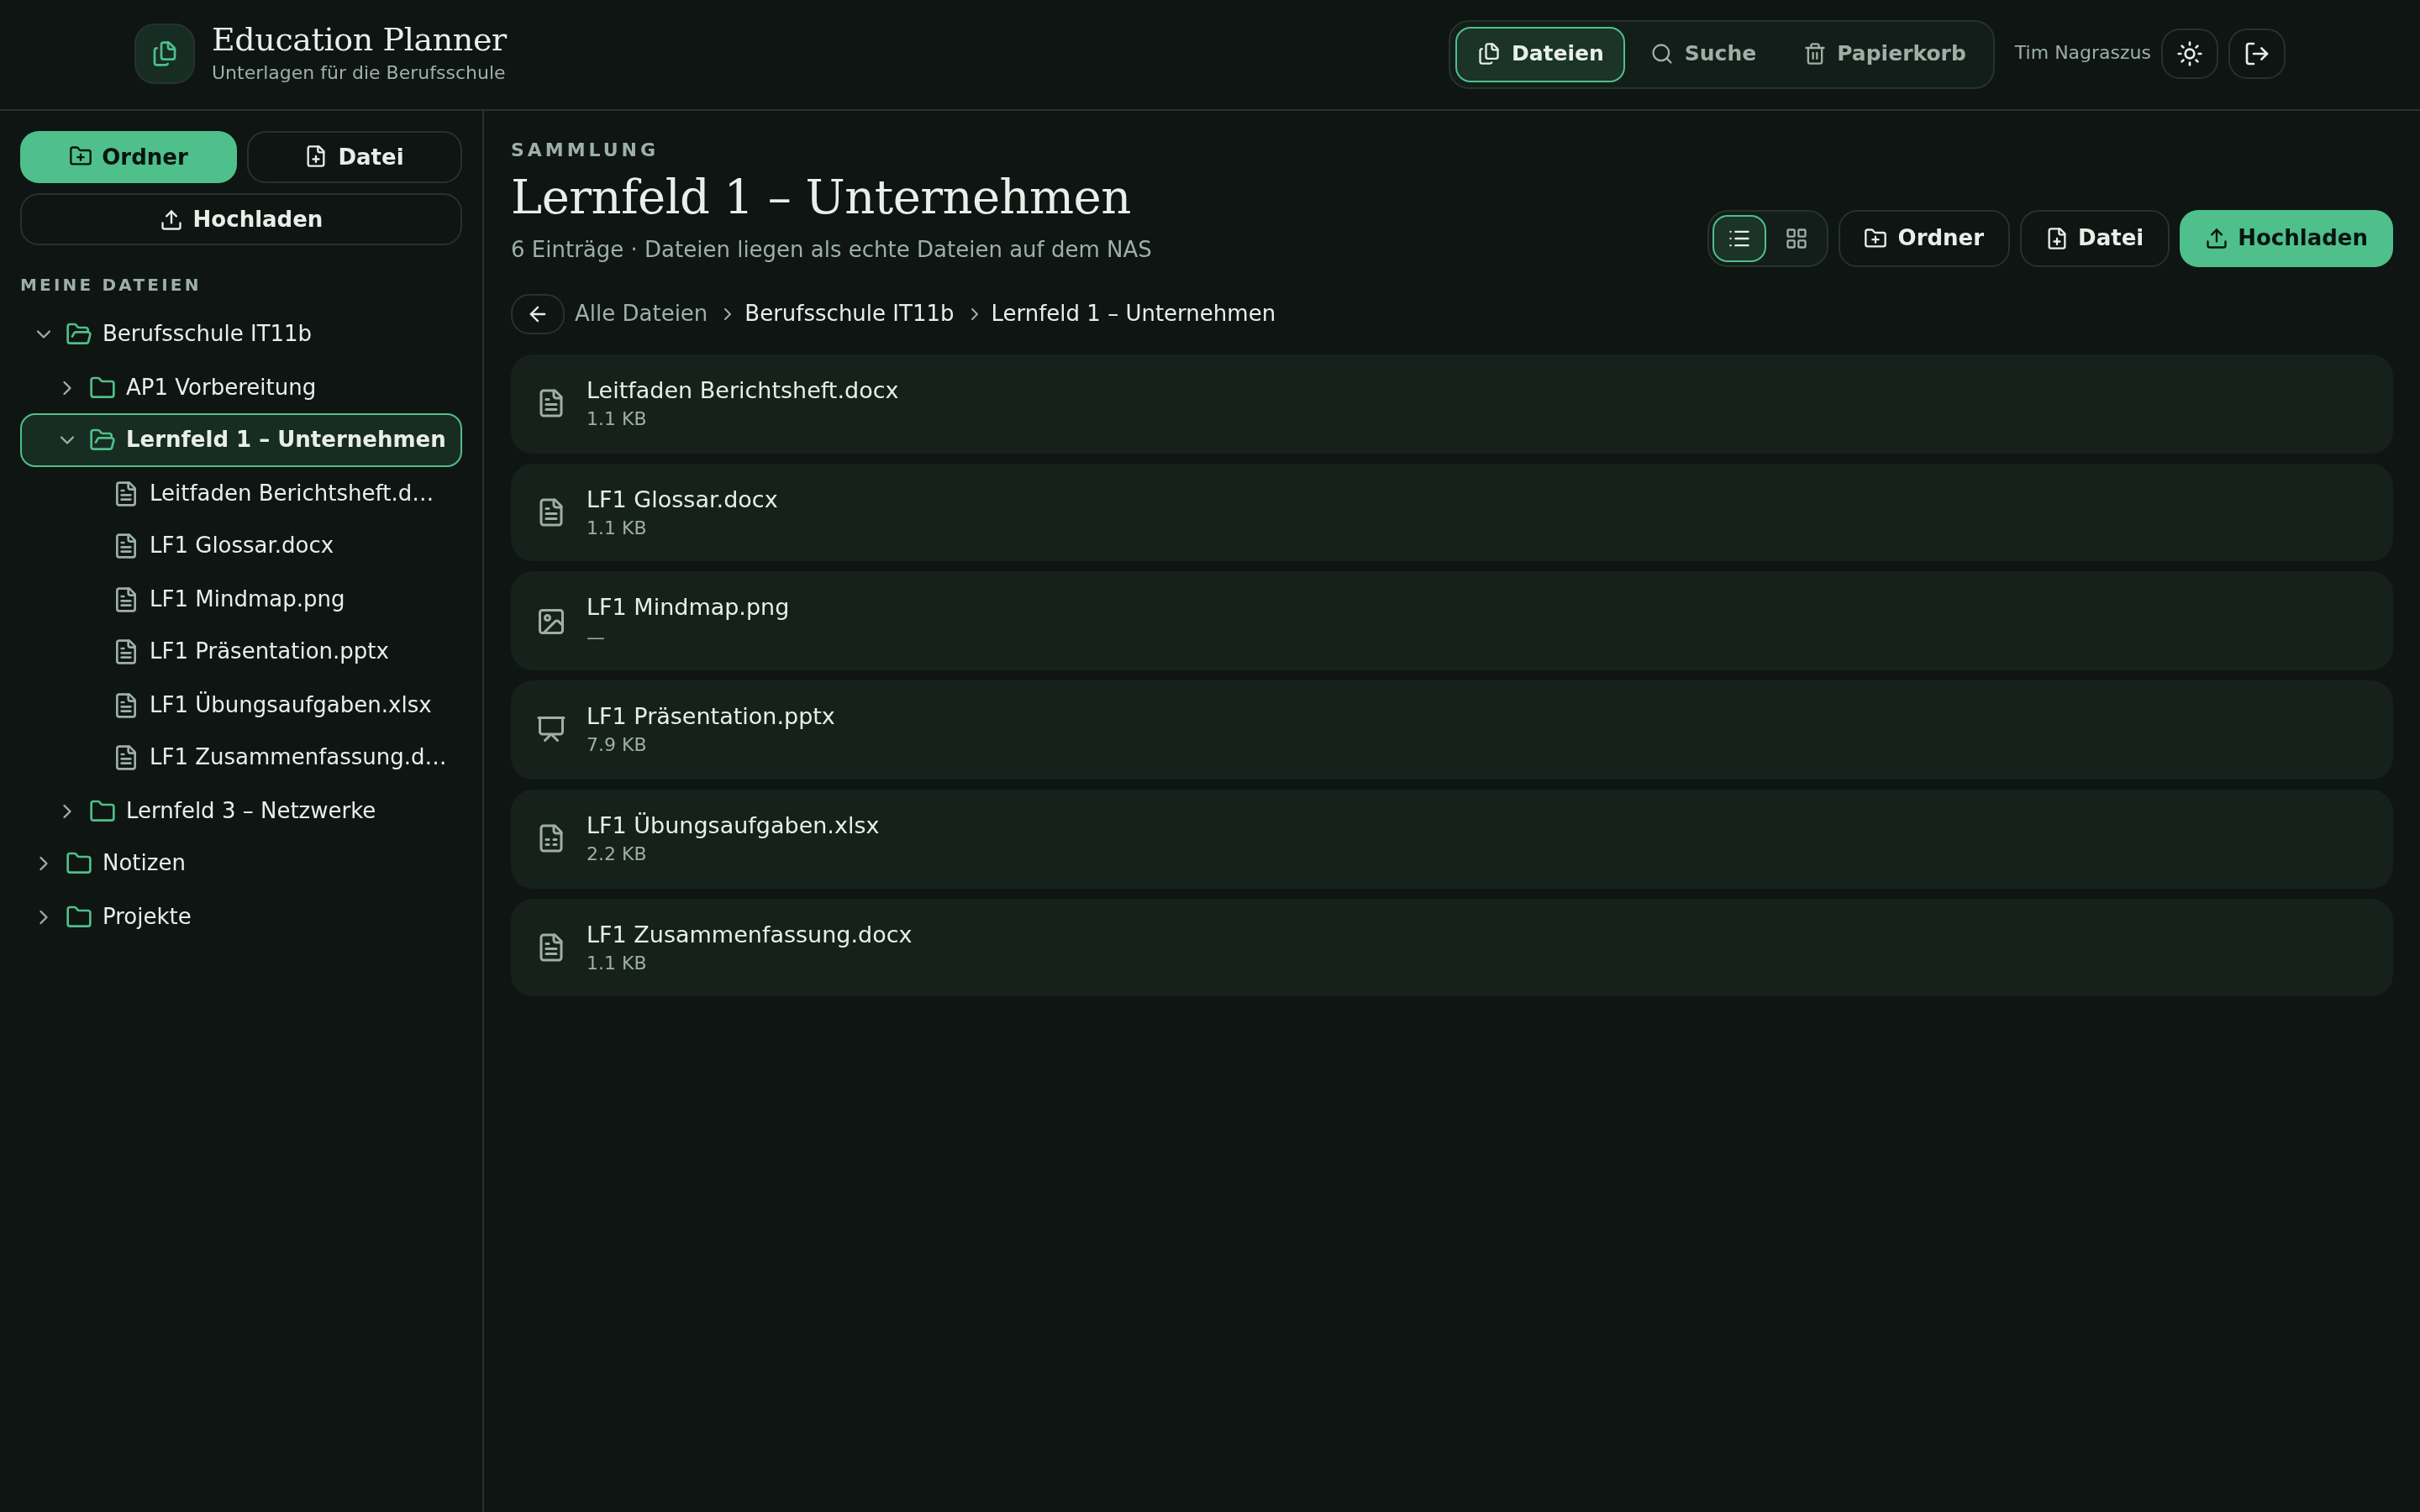 Education Planner
Unterlagen für die Berufsschule
Dateien
Suche
Papierkorb
Tim Nagraszus
Ordner
Datei
Hochladen
MEINE DATEIEN
Berufsschule IT11b
AP1 Vorbereitung
Lernfeld 1 – Unternehmen
Leitfaden Berichtsheft.d…
LF1 Glossar.docx
LF1 Mindmap.png
LF1 Präsentation.pptx
LF1 Übungsaufgaben.xlsx
LF1 Zusammenfassung.d…
Lernfeld 3 – Netzwerke
Notizen
Projekte
SAMMLUNG
Lernfeld 1 – Unternehmen
6 Einträge · Dateien liegen als echte Dateien auf dem NAS
Ordner
Datei
Hochladen
Alle Dateien
Berufsschule IT11b
Lernfeld 1 – Unternehmen
Leitfaden Berichtsheft.docx
1.1 KB
LF1 Glossar.docx
1.1 KB
LF1 Mindmap.png
—
LF1 Präsentation.pptx
7.9 KB
LF1 Übungsaufgaben.xlsx
2.2 KB
LF1 Zusammenfassung.docx
1.1 KB